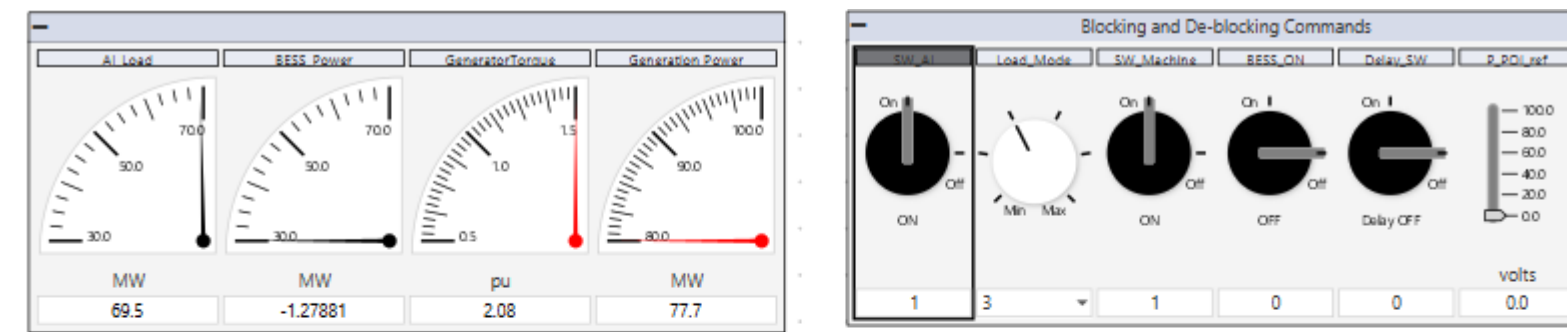 AI_Load
BESS_Power
GeneratorTorque
Generation Power
70.0
50.0
30.0
70.0
50.0
30.0
1.5
1.0
0.5
100.0
90.0
80.0
MW
MW
pu
MW
69.5
-1.27881
2.08
77.7
Blocking and De-blocking Commands
SW_AI
Load_Mode
SW_Machine
BESS_ON
Delay_SW
P_POI_ref
On
Off
ON
Min Max
On
Off
ON
On
Off
OFF
On
Off
Delay OFF
100.0
80.0
60.0
40.0
20.0
0.0
volts
1
3
1
0
0
0.0